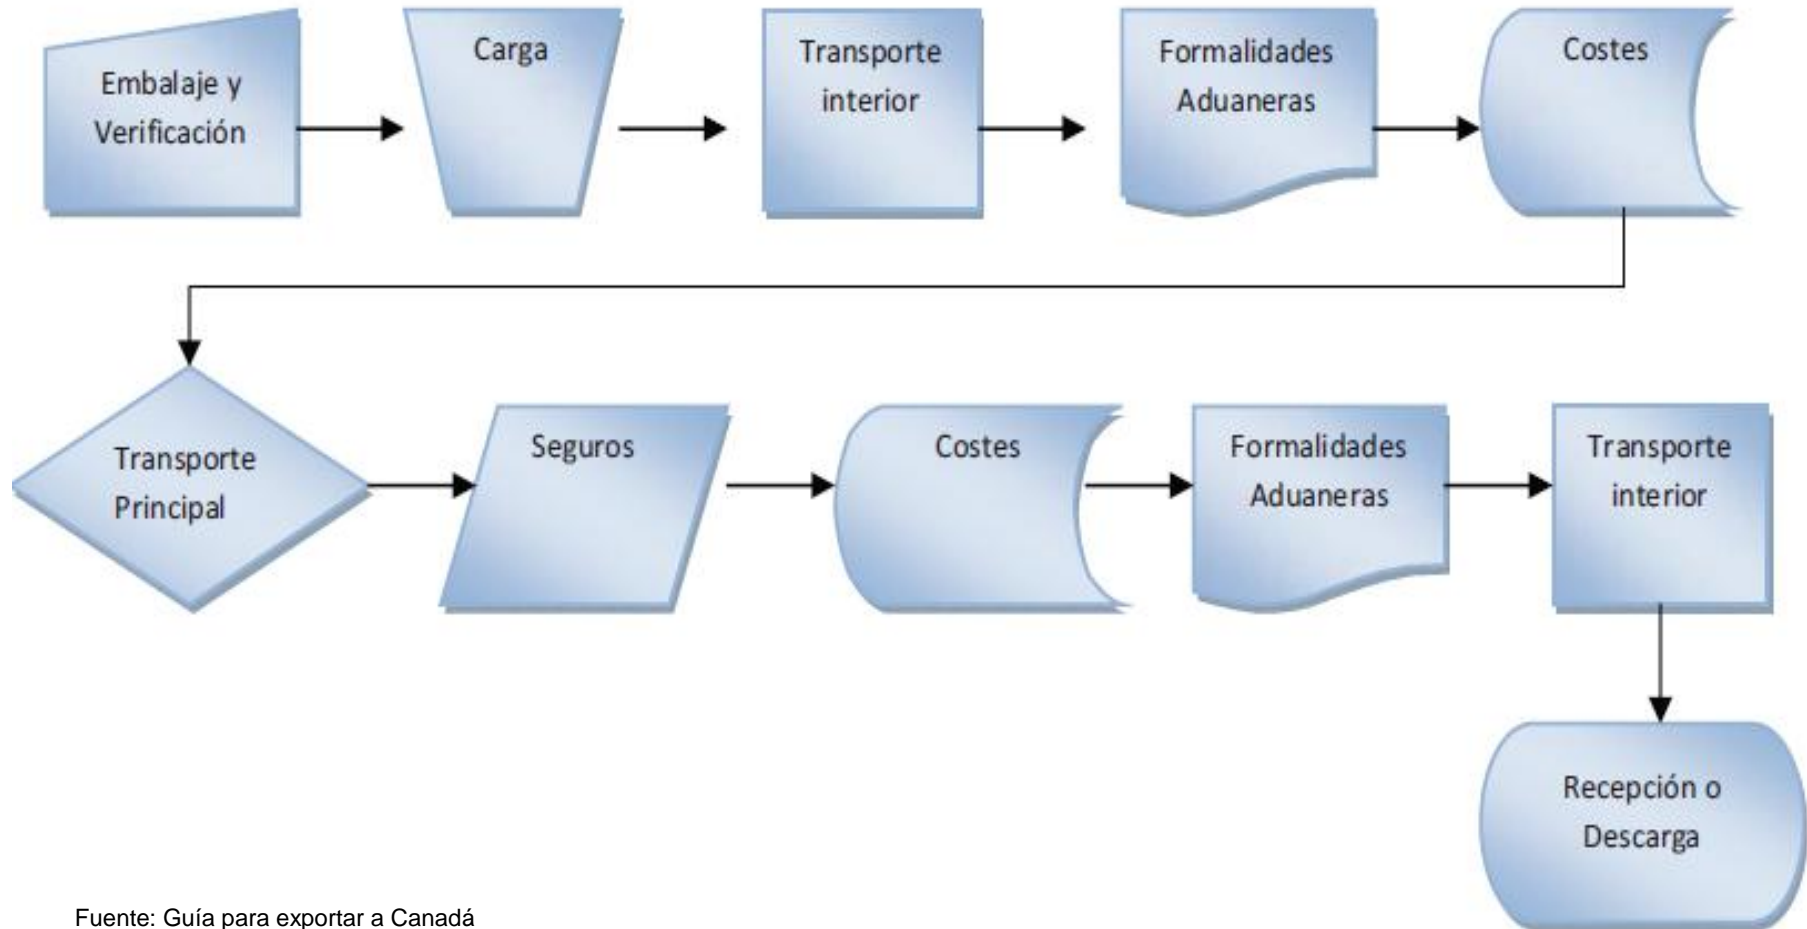 Embalaje y
Verificación
Carga
Transporte
interior
Formalidades
Aduaneras
Costes
Transporte
Principal
Seguros
Costes
Formalidades
Aduaneras
Transporte
interior
Recepción o
Descarga
Fuente: Guía para exportar a Canadá